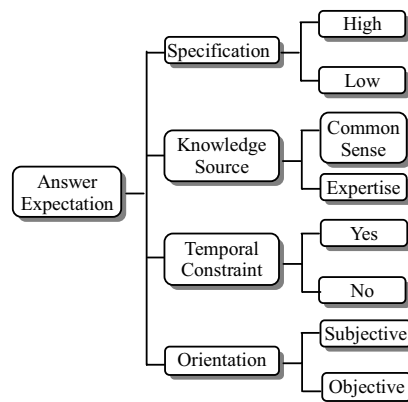 Answer
Expectation
Specification
High
Low
Knowledge
Source
Common
Sense
Expertise
Temporal
Constraint
Yes
No
Orientation
Subjective
Objective